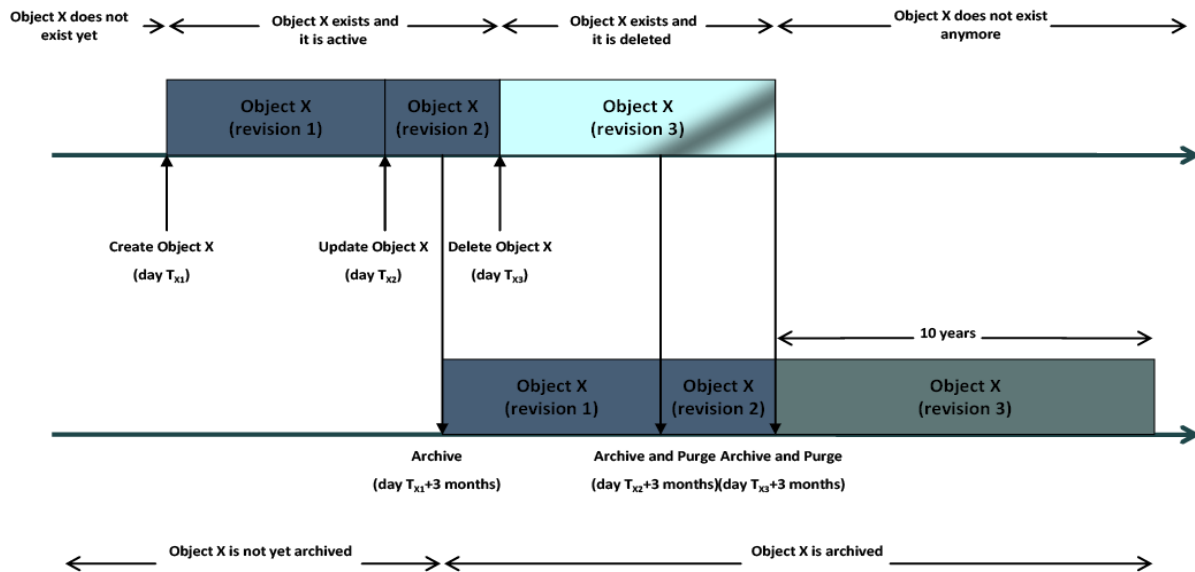 Object X does not
exist yet
Object X exists and
it is active
Object X exists and
it is deleted
Object X does not exist
anymore
Object X
(revision 1)
Object X
(revision 2)
Object X
(revision 3)
Create Object X
(day TX1)
Update Object X
(day TX2)
Delete Object X
(day TX3)
10 years
Object X
(revision 1)
Object X
(revision 2)
Object X
(revision 3)
Archive
(day TX1+3 months)
Archive and Purge
(day TX2+3 months)
Archive and Purge
(day TX3+3 months)
Object X is not yet archived
Object X is archived